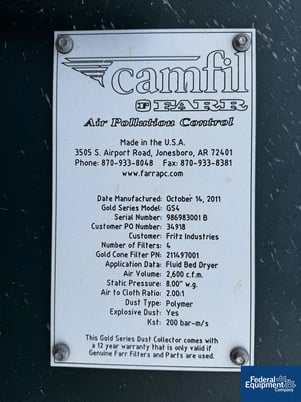 camfil
FARR
Air Pollution Control
Made in the U.S.A.
3505 S. Airport Road, Jonesboro, AR 72401
Phone: 870-933-8048 Fax: 870-933-8381
www.farrapc.com
Date Manufactured: October 14, 2011
Gold Series Model: GS4
Serial Number: 986983001 B
Customer PO Number: 34918
Customer: Fritz Industries
Number of Filters: 4
Gold Cone Filter PN: 211497001
Application Data: Fluid Bed Dryer
Air Volume: 2,600 c.f.m.
Static Pressure: 8.00" w.g.
Air to Cloth Ratio: 2.00:1
Dust Type: Polymer
Explosive Dust: Yes
Kst: 200 bar-m/s
This Gold Series Dust Collector comes with
a 12 year warranty that is only valid if
Genuine Farr Filters and Parts are used.
Federal
Equipment
Company